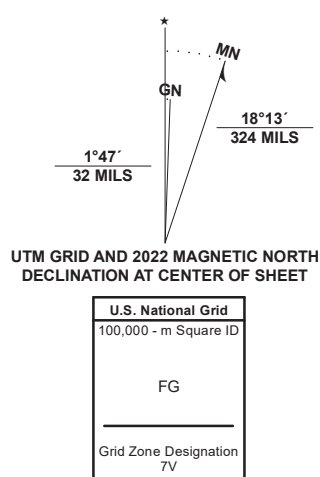 ★
MN
GN
18°13´
324 MILS
1°47´
32 MILS
UTM GRID AND 2022 MAGNETIC NORTH
DECLINATION AT CENTER OF SHEET
U.S. National Grid
100,000 - m Square ID
FG
Grid Zone Designation
7V